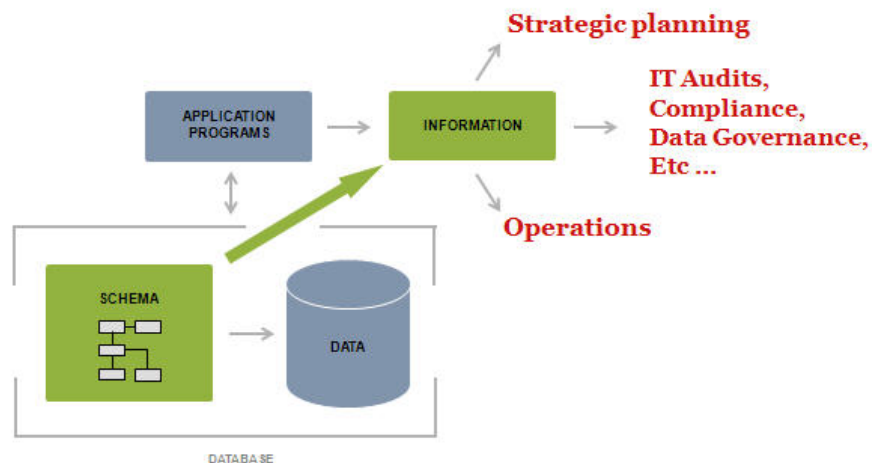 Strategic planning
APPLICATION
PROGRAMS
INFORMATION
IT Audits,
Compliance,
Data Governance,
Etc ...
Operations
SCHEMA
DATA
DATABASE